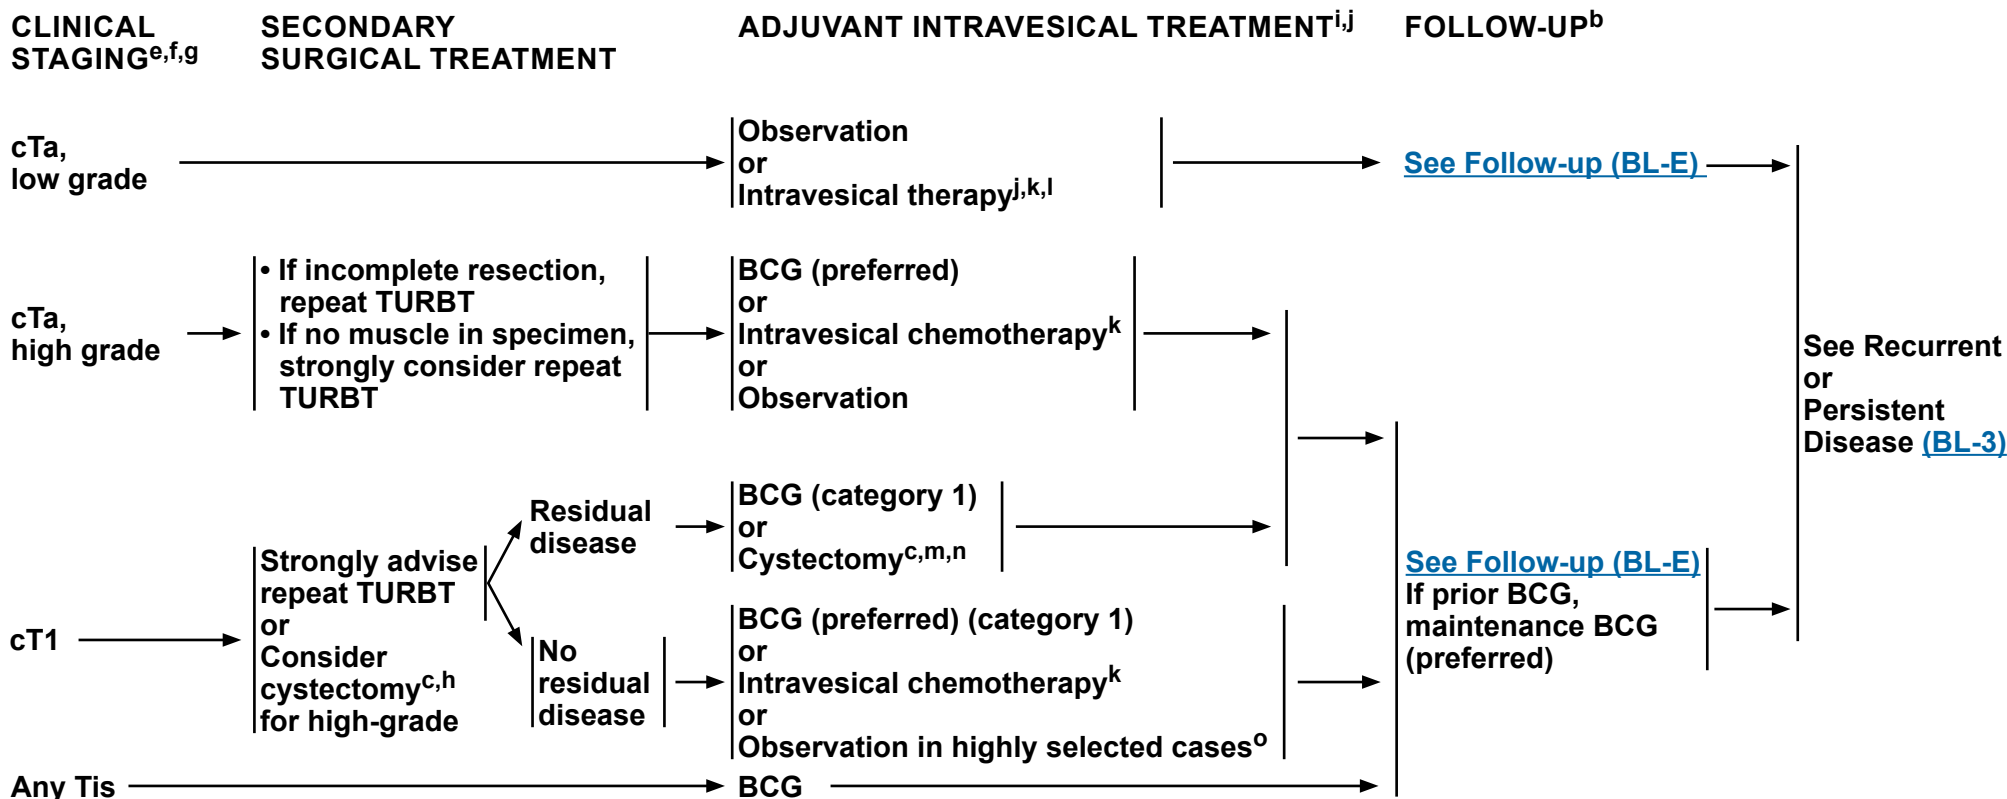 CLINICAL
STAGINGe,f,g
SECONDARY
SURGICAL TREATMENT
ADJUVANT INTRAVESICAL TREATMENTi,j
FOLLOW-UPb
cTa,
low grade
Observation
or
Intravesical therapyj,k,l
See Follow-up (BL-E)
cTa,
high grade
• If incomplete resection,
repeat TURBT
• If no muscle in specimen,
strongly consider repeat
TURBT
BCG (preferred)
or
Intravesical chemotherapyk
or
Observation
cT1
Strongly advise
repeat TURBT
or
Consider
cystectomyc,h
for high-grade
Residual
disease
BCG (category 1)
or
Cystectomyc,m,n
No
residual
disease
BCG (preferred) (category 1)
or
Intravesical chemotherapyk
or
Observation in highly selected caseso
Any Tis
BCG
See Follow-up (BL-E)
If prior BCG,
maintenance BCG
(preferred)
See Recurrent
or
Persistent
Disease (BL-3)